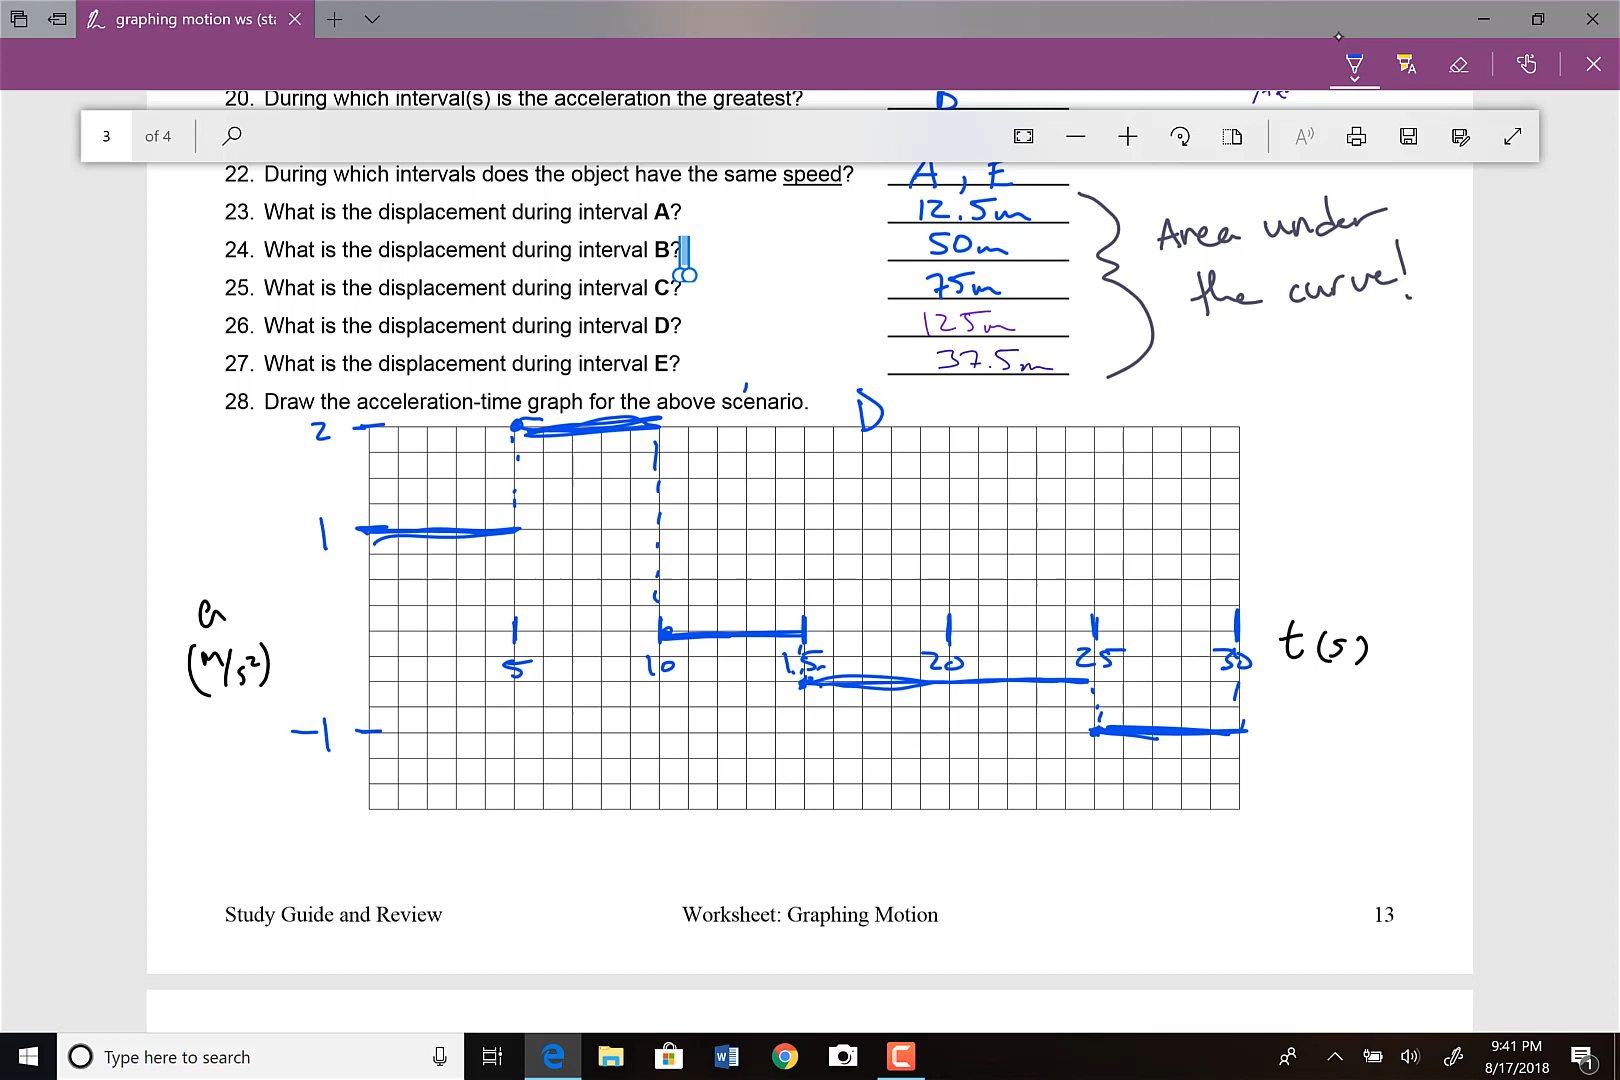 graphing motion ws (sta
20. During which interval(s) is the acceleration the greatest? B
3 of 4
22. During which intervals does the object have the same speed? A, E
23. What is the displacement during interval A? 12.5m
24. What is the displacement during interval B? 50m
25. What is the displacement during interval C? 75m
26. What is the displacement during interval D? 125m
27. What is the displacement during interval E? 37.5m
Area under
the curve!
28. Draw the acceleration-time graph for the above scenario. D
2
1
a
(m/s²)
5 10 15 20 25 30 t(s)
-1
Study Guide and Review Worksheet: Graphing Motion 13
Type here to search
9:41 PM
8/17/2018
1